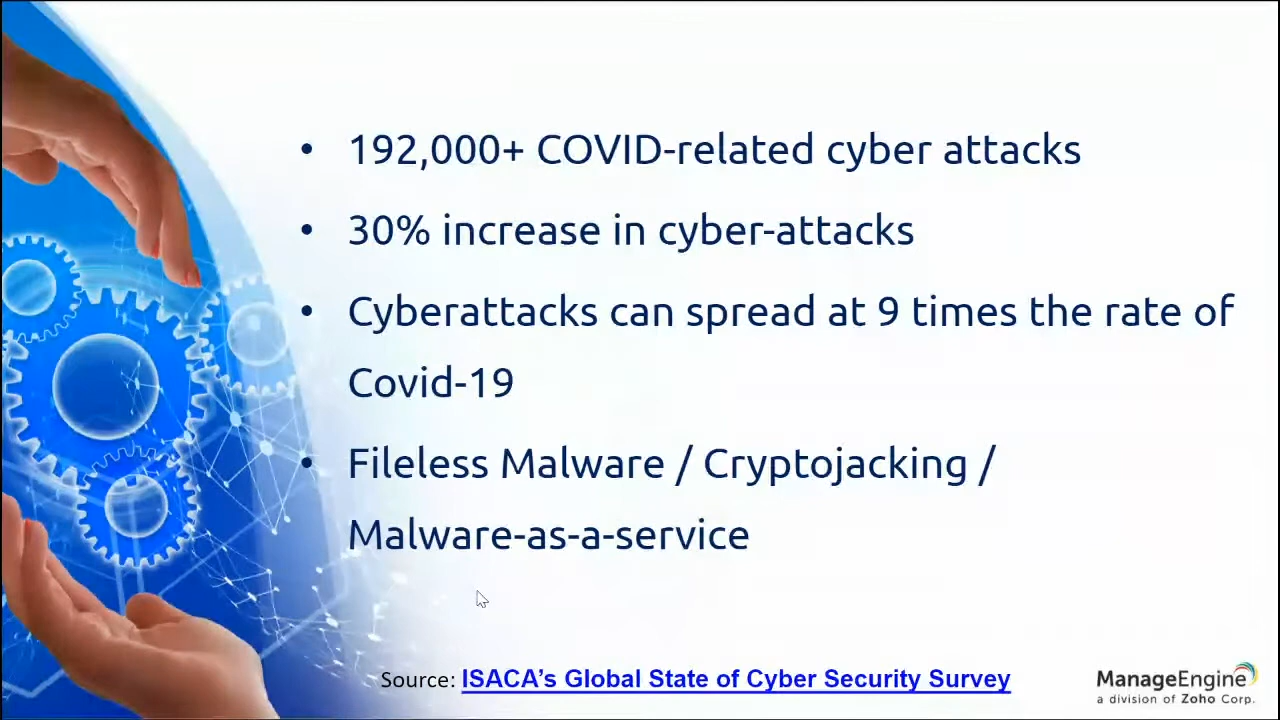 • 192,000+ COVID-related cyber attacks
• 30% increase in cyber-attacks
• Cyberattacks can spread at 9 times the rate of
Covid-19
• Fileless Malware / Cryptojacking /
Malware-as-a-service
Source: ISACA’s Global State of Cyber Security Survey
ManageEngine
a division of Zoho Corp.